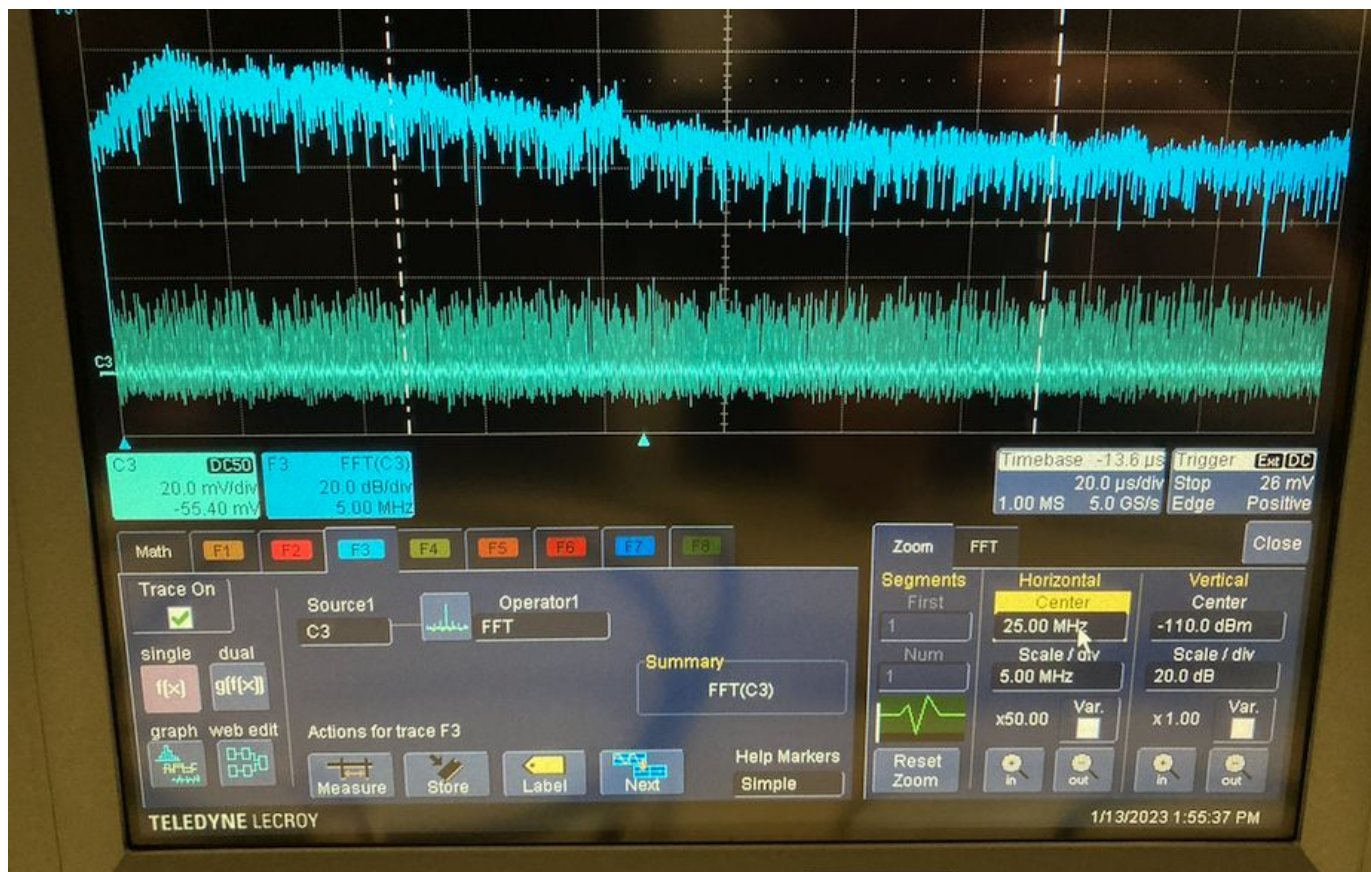 C3
C3 DC50
20.0 mV/div
-55.40 mV
F3 FFT(C3)
20.0 dB/div
5.00 MHz
Timebase -13.6 µs
20.0 µs/div
1.00 MS 5.0 GS/s
Trigger Ext DC
Stop 26 mV
Edge Positive
Math F1 F2 F3 F4 F5 F6 F7 F8
Trace On
Source1
C3
Operator1
FFT
single dual
f(x) g(f(x))
Summary
FFT(C3)
graph web edit
Actions for trace F3
Measure Store Label Next
Help Markers
Simple
Zoom FFT Close
Segments
First
1
Num
1
Reset
Zoom
Horizontal
Center
25.00 MHz
Scale / div
5.00 MHz
x50.00 Var.
in out
Vertical
Center
-110.0 dBm
Scale / div
20.0 dB
x 1.00 Var.
in out
TELEDYNE LECROY
1/13/2023 1:55:37 PM